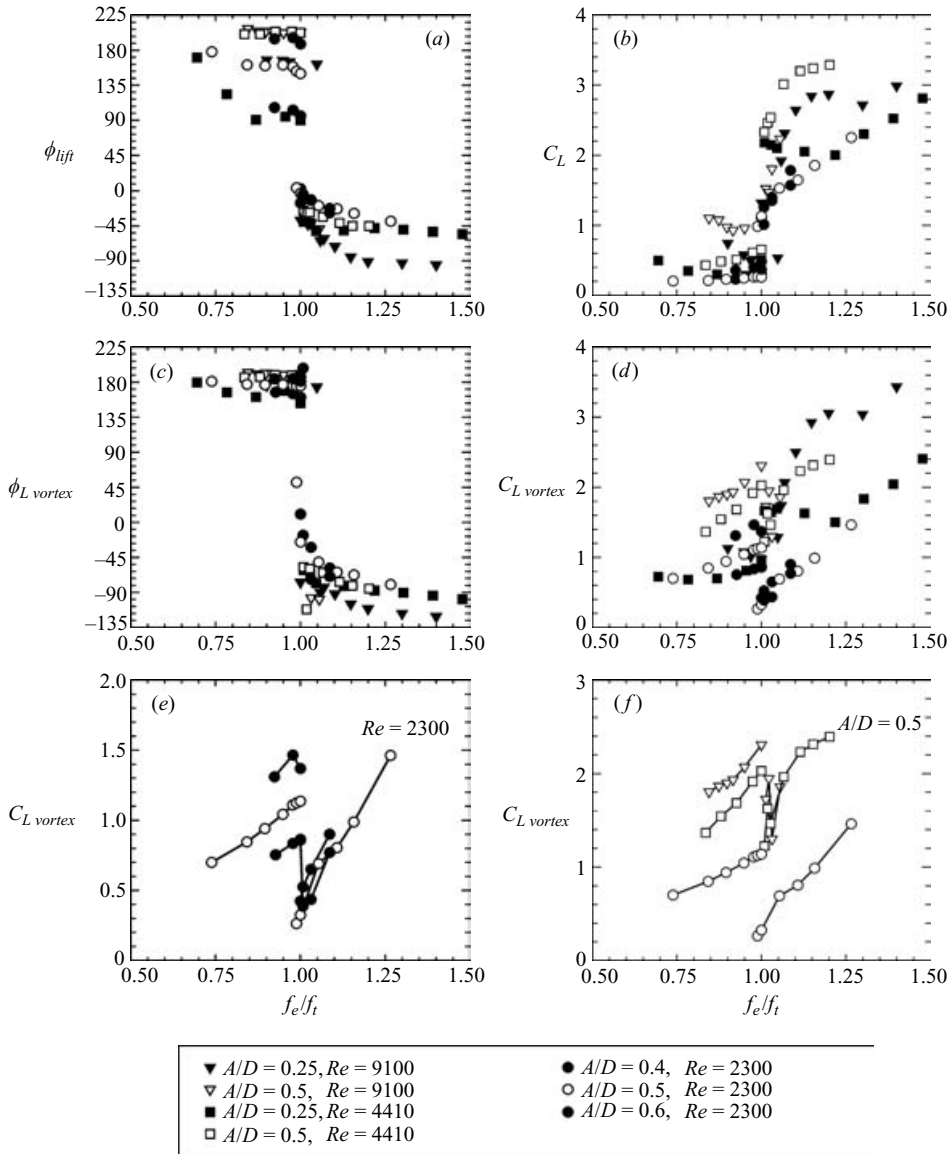 225
180
135
90
45
0
–45
–90
–135
ϕlift
(a)
0.50 0.75 1.00 1.25 1.50
4
3
2
1
0
CL
(b)
0.50 0.75 1.00 1.25 1.50
225
180
135
90
45
0
–45
–90
–135
ϕL vortex
(c)
0.50 0.75 1.00 1.25 1.50
4
3
2
1
0
CL vortex
(d)
0.50 0.75 1.00 1.25 1.50
2.0
1.5
1.0
0.5
0
CL vortex
(e)
Re = 2300
0.50 0.75 1.00 1.25 1.50
fe/ft
3
2
1
0
CL vortex
(f)
A/D = 0.5
0.50 0.75 1.00 1.25 1.50
fe/ft
A/D = 0.25, Re = 9100
A/D = 0.5, Re = 9100
A/D = 0.25, Re = 4410
A/D = 0.5, Re = 4410
A/D = 0.4, Re = 2300
A/D = 0.5, Re = 2300
A/D = 0.6, Re = 2300